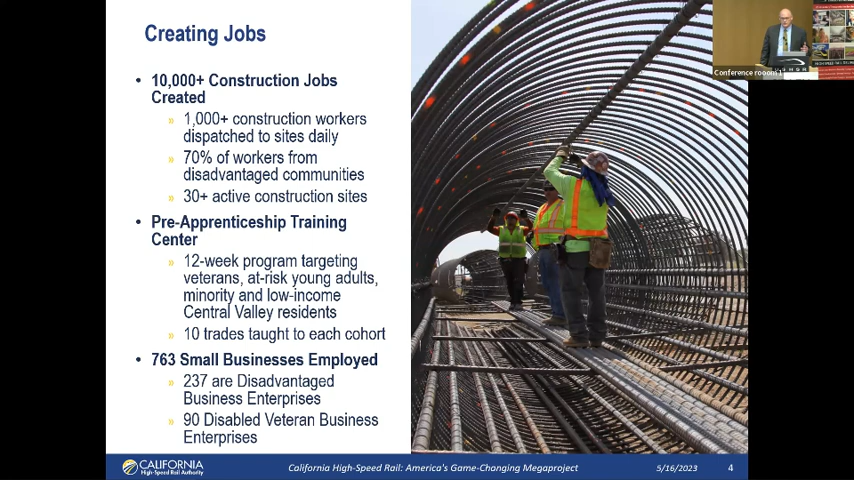 Creating Jobs
• 10,000+ Construction Jobs
Created
» 1,000+ construction workers
dispatched to sites daily
» 70% of workers from
disadvantaged communities
» 30+ active construction sites
• Pre-Apprenticeship Training
Center
» 12-week program targeting
veterans, at-risk young adults,
minority and low-income
Central Valley residents
» 10 trades taught to each cohort
• 763 Small Businesses Employed
» 237 are Disadvantaged
Business Enterprises
» 90 Disabled Veteran Business
Enterprises
Conference rooom 1
CALIFORNIA
High-Speed Rail Authority
California High-Speed Rail: America's Game-Changing Megaproject
5/16/2023
4